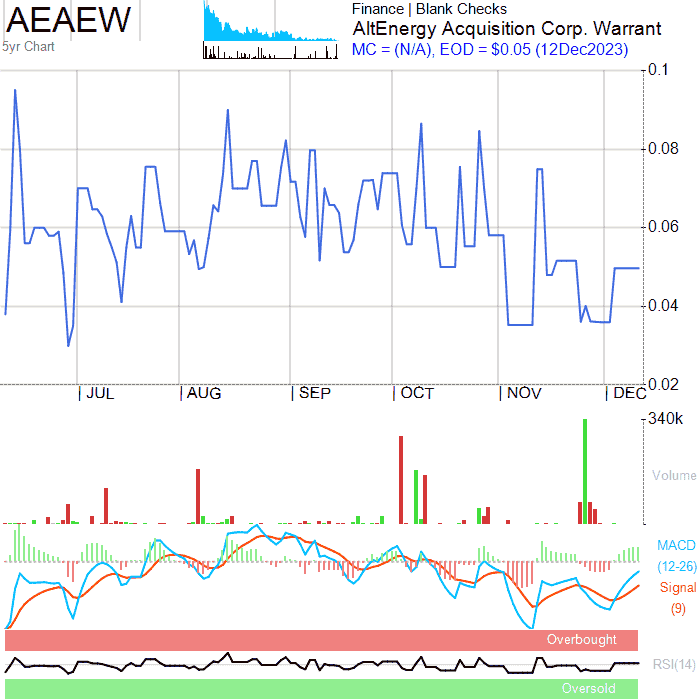 AEAEW
5yr Chart
Finance | Blank Checks
AltEnergy Acquisition Corp. Warrant
MC = (N/A), EOD = $0.05 (12Dec2023)
0.1
0.08
0.06
0.04
0.02
JUL AUG SEP OCT NOV DEC
340k
Volume
MACD
(12-26)
Signal
(9)
Overbought
RSI(14)
Oversold